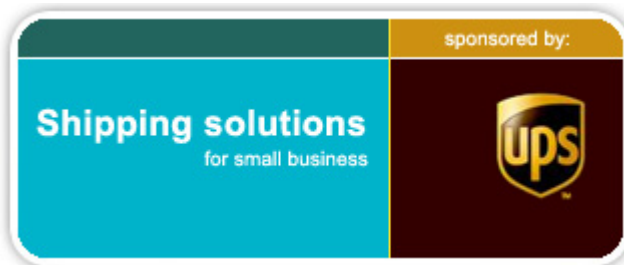 sponsored by:
Shipping solutions
for small business
ups
TM